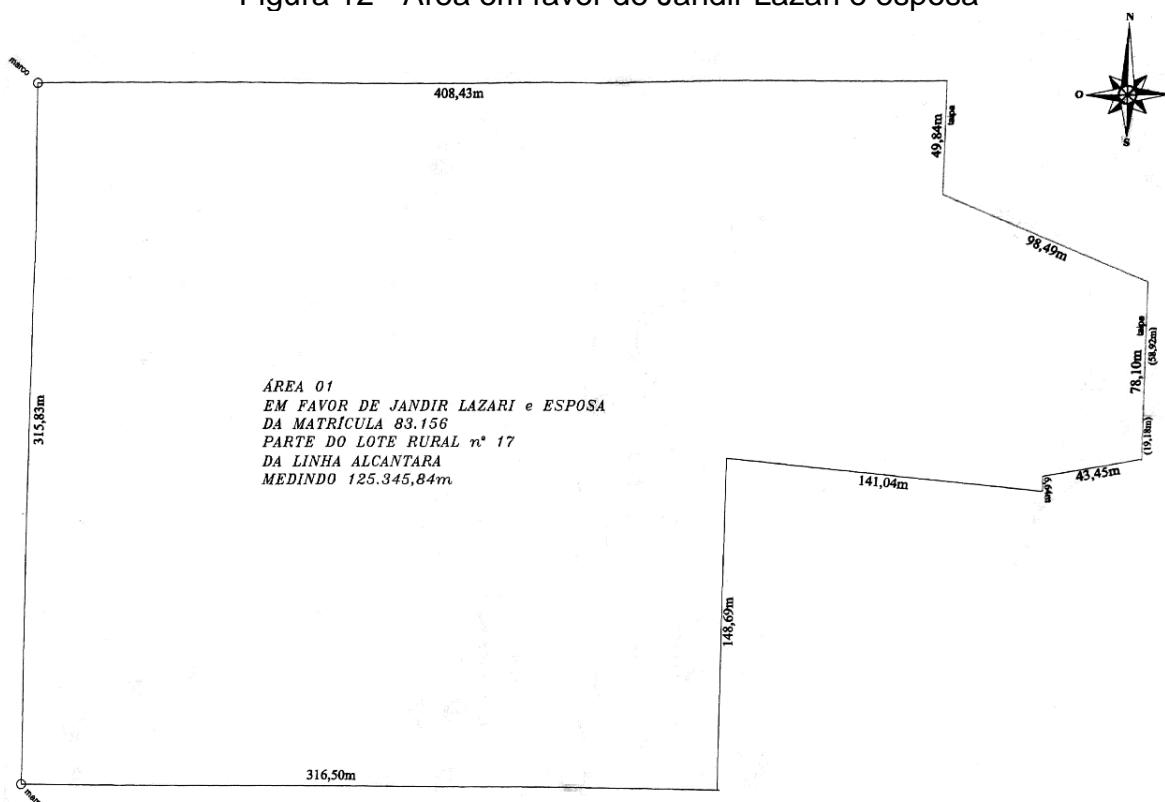 Figura 12 - Área em favor de Jandir Lazari e esposa
N
O
S
marco
408,43m
49,84m
taipa
98,49m
taipa
78,10m
(58,92m)
(19,18m)
315,83m
ÁREA 01
EM FAVOR DE JANDIR LAZARI e ESPOSA
DA MATRÍCULA 83.156
PARTE DO LOTE RURAL nº 17
DA LINHA ALCANTARA
MEDINDO 125.345,84m
43,45m
6,64m
141,04m
148,69m
316,50m